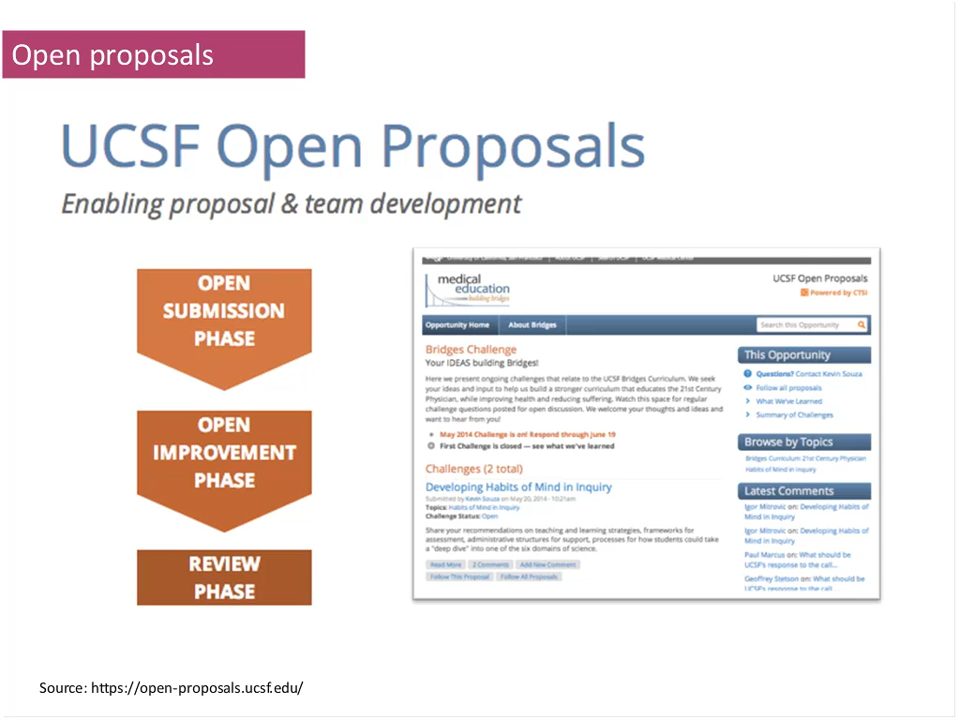 Open proposals
UCSF Open Proposals
Enabling proposal & team development
OPEN
SUBMISSION
PHASE
OPEN
IMPROVEMENT
PHASE
REVIEW
PHASE
medical
education
building bridges
UCSF Open Proposals
Powered by CTSI
Opportunity Home
About Bridges
Search this Opportunity
Bridges Challenge
Your IDEAS building Bridges!
Here we present ongoing challenges that relate to the UCSF Bridges Curriculum. We seek
your ideas and input to help us build a stronger curriculum that educates the 21st Century
Physician, while improving health and reducing suffering. Watch this space for regular
challenge questions posted for open discussion. We welcome your thoughts and ideas and
want to hear from you!
May 2014 Challenge is on! Respond through June 19
First Challenge is closed — see what we've learned
Challenges (2 total)
Developing Habits of Mind in Inquiry
Submitted by Kevin Souza on May 20, 2014 - 10:21am
Topics: Habits of Mind in Inquiry
Challenge Status: Open
Share your recommendations on teaching and learning strategies, frameworks for
assessment, administrative structures for support, processes for how students could take
a "deep dive" into one of the six domains of science.
Read More 2 Comments Add New Comment
Follow This Proposal Follow All Proposals
This Opportunity
Questions? Contact Kevin Souza
Follow all proposals
What We've Learned
Summary of Challenges
Browse by Topics
Bridges Curriculum 21st Century Physician
Habits of Mind in Inquiry
Latest Comments
Igor Mitrovic on: Developing Habits of
Mind in Inquiry
Igor Mitrovic on: Developing Habits of
Mind in Inquiry
Paul Marcus on: What should be
UCSF's response to the call...
Geoffrey Stetson on: What should be
UCSF's response to the call...
Source: https://open-proposals.ucsf.edu/